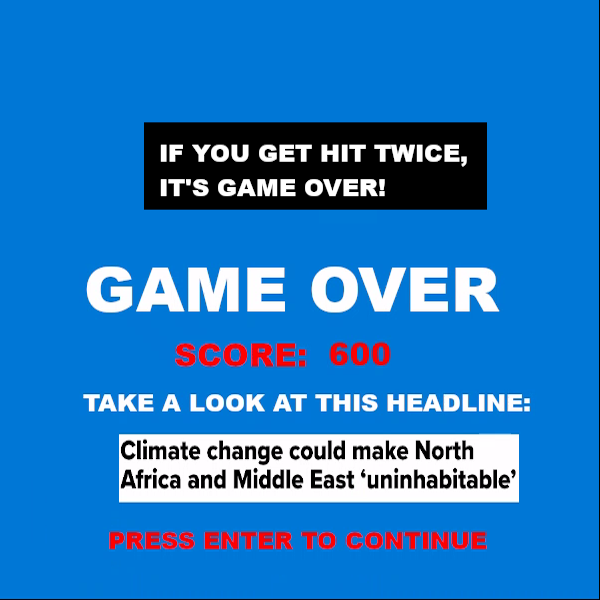 IF YOU GET HIT TWICE,
IT'S GAME OVER!
GAME OVER
SCORE: 600
TAKE A LOOK AT THIS HEADLINE:
Climate change could make North
Africa and Middle East ‘uninhabitable’
PRESS ENTER TO CONTINUE